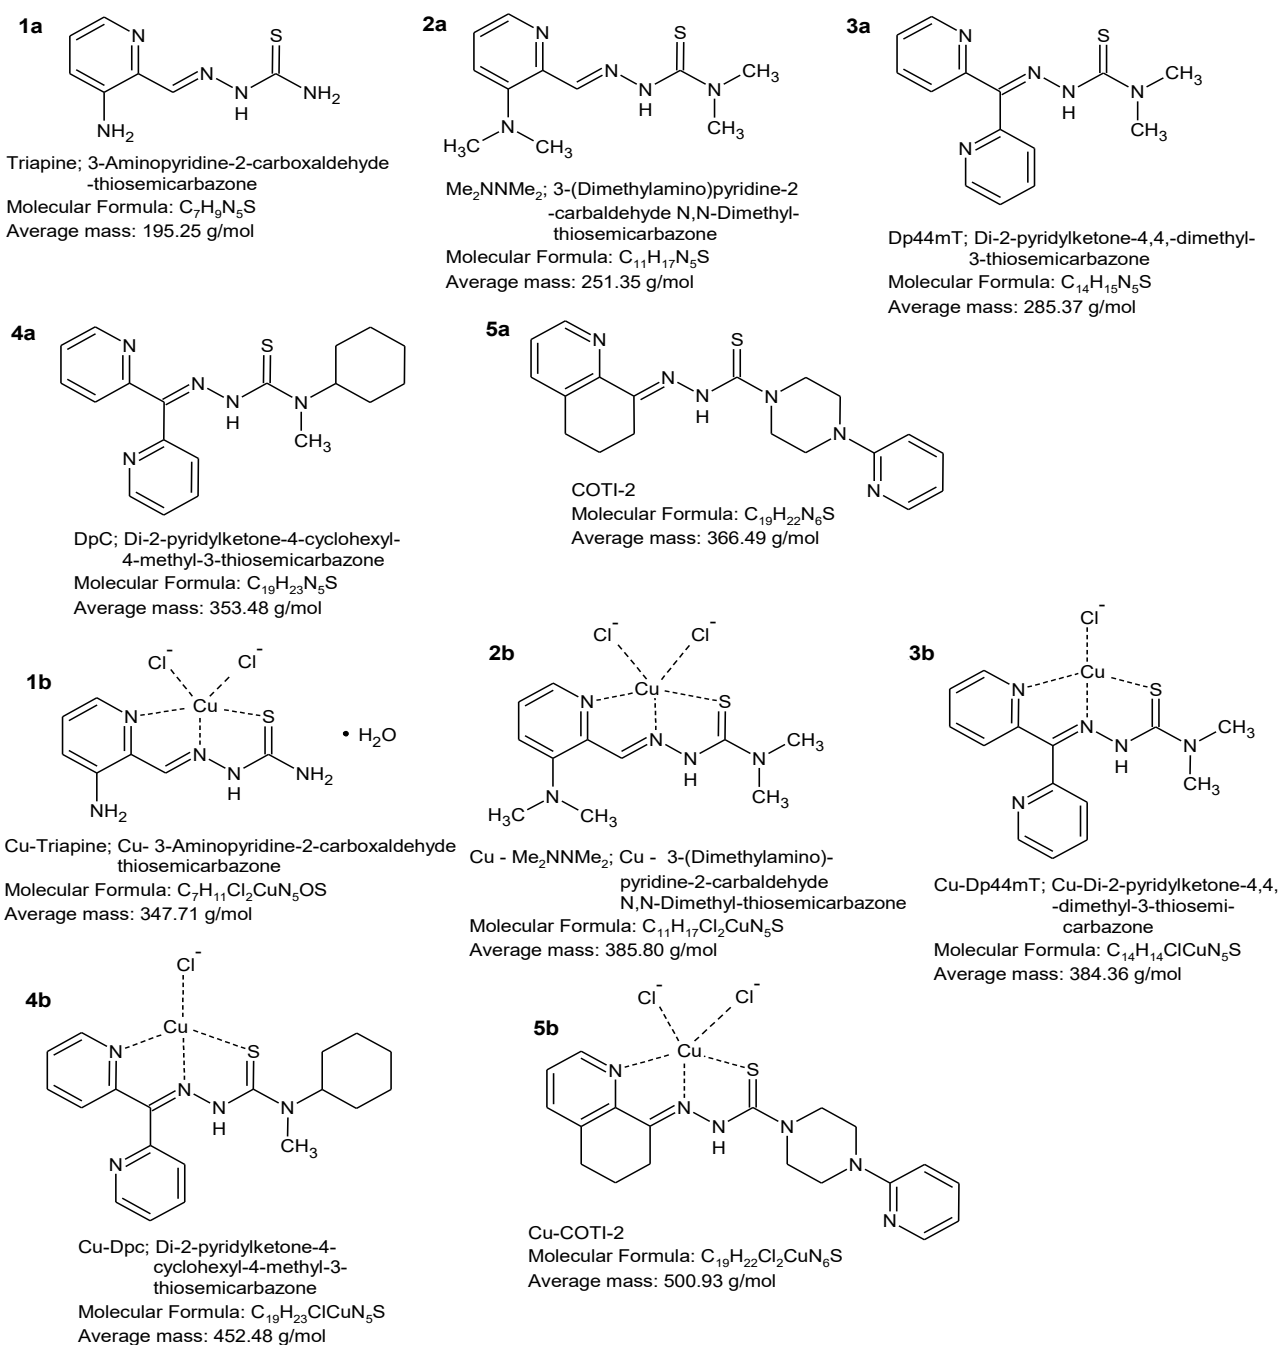 1a
N
N
N
H
S
NH₂
NH₂
Triapine; 3-Aminopyridine-2-carboxaldehyde
-thiosemicarbazone
Molecular Formula: C₇H₉N₅S
Average mass: 195.25 g/mol
2a
N
N
N
H
S
N
CH₃
CH₃
N
H₃C
CH₃
Me₂NNMe₂; 3-(Dimethylamino)pyridine-2
-carbaldehyde N,N-Dimethyl-
thiosemicarbazone
Molecular Formula: C₁₁H₁₇N₅S
Average mass: 251.35 g/mol
3a
N
N
N
H
S
N
CH₃
CH₃
N
Dp44mT; Di-2-pyridylketone-4,4,-dimethyl-
3-thiosemicarbazone
Molecular Formula: C₁₄H₁₅N₅S
Average mass: 285.37 g/mol
4a
N
N
N
H
S
N
CH₃
N
DpC; Di-2-pyridylketone-4-cyclohexyl-
4-methyl-3-thiosemicarbazone
Molecular Formula: C₁₉H₂₃N₅S
Average mass: 353.48 g/mol
5a
N
N
N
H
S
N
N
N
COTI-2
Molecular Formula: C₁₉H₂₂N₆S
Average mass: 366.49 g/mol
1b
Cl⁻
Cl⁻
Cu
N
N
N
H
S
NH₂
NH₂
• H₂O
Cu-Triapine; Cu- 3-Aminopyridine-2-carboxaldehyde
thiosemicarbazone
Molecular Formula: C₇H₁₁Cl₂CuN₅OS
Average mass: 347.71 g/mol
2b
Cl⁻
Cl⁻
Cu
N
N
N
H
S
N
CH₃
CH₃
N
H₃C
CH₃
Cu - Me₂NNMe₂; Cu - 3-(Dimethylamino)-
pyridine-2-carbaldehyde
N,N-Dimethyl-thiosemicarbazone
Molecular Formula: C₁₁H₁₇Cl₂CuN₅S
Average mass: 385.80 g/mol
3b
Cl⁻
Cu
N
N
N
H
S
N
CH₃
CH₃
N
Cu-Dp44mT; Cu-Di-2-pyridylketone-4,4,
-dimethyl-3-thiosemi-
carbazone
Molecular Formula: C₁₄H₁₄ClCuN₅S
Average mass: 384.36 g/mol
4b
Cl⁻
Cu
N
N
N
H
S
N
CH₃
N
Cu-Dpc; Di-2-pyridylketone-4-
cyclohexyl-4-methyl-3-
thiosemicarbazone
Molecular Formula: C₁₉H₂₃ClCuN₅S
Average mass: 452.48 g/mol
5b
Cl⁻
Cl⁻
Cu
N
N
N
H
S
N
N
N
Cu-COTI-2
Molecular Formula: C₁₉H₂₂Cl₂CuN₆S
Average mass: 500.93 g/mol